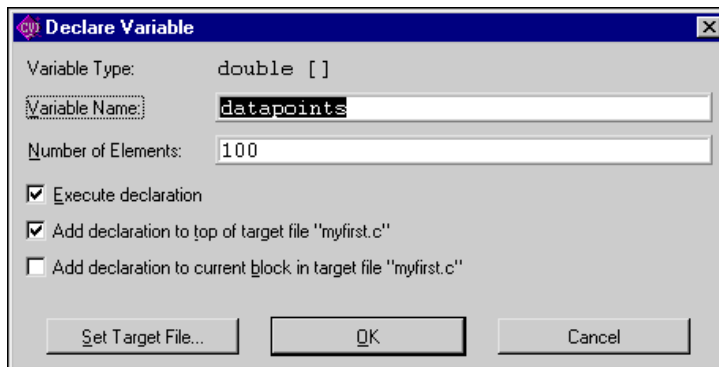 CVI Declare Variable
Variable Type: double []
Variable Name: datapoints
Number of Elements: 100
Execute declaration
Add declaration to top of target file "myfirst.c"
Add declaration to current block in target file "myfirst.c"
Set Target File... OK Cancel